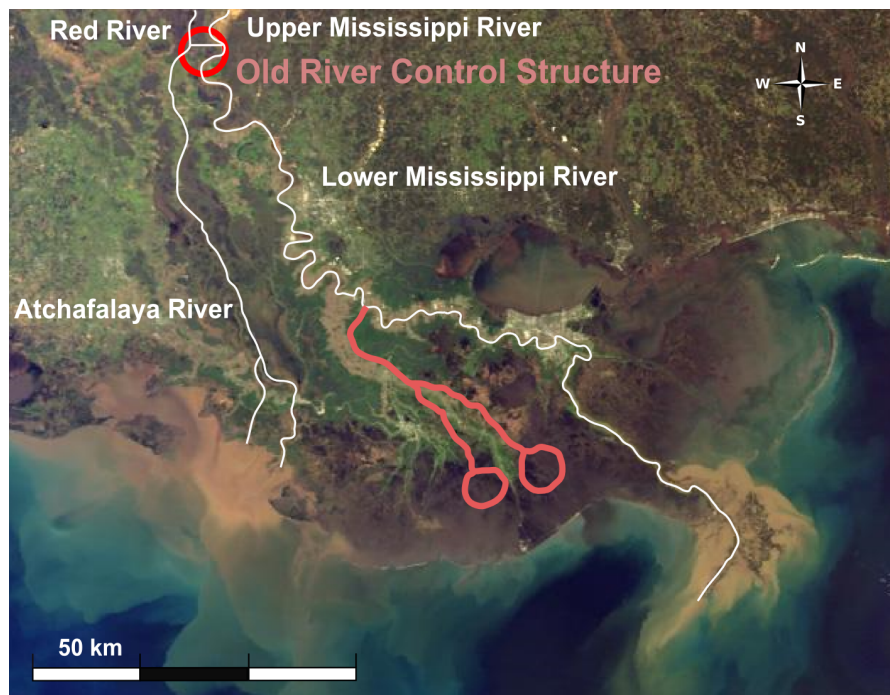 Red River
Upper Mississippi River
Old River Control Structure
N
W
E
S
Lower Mississippi River
Atchafalaya River
50 km